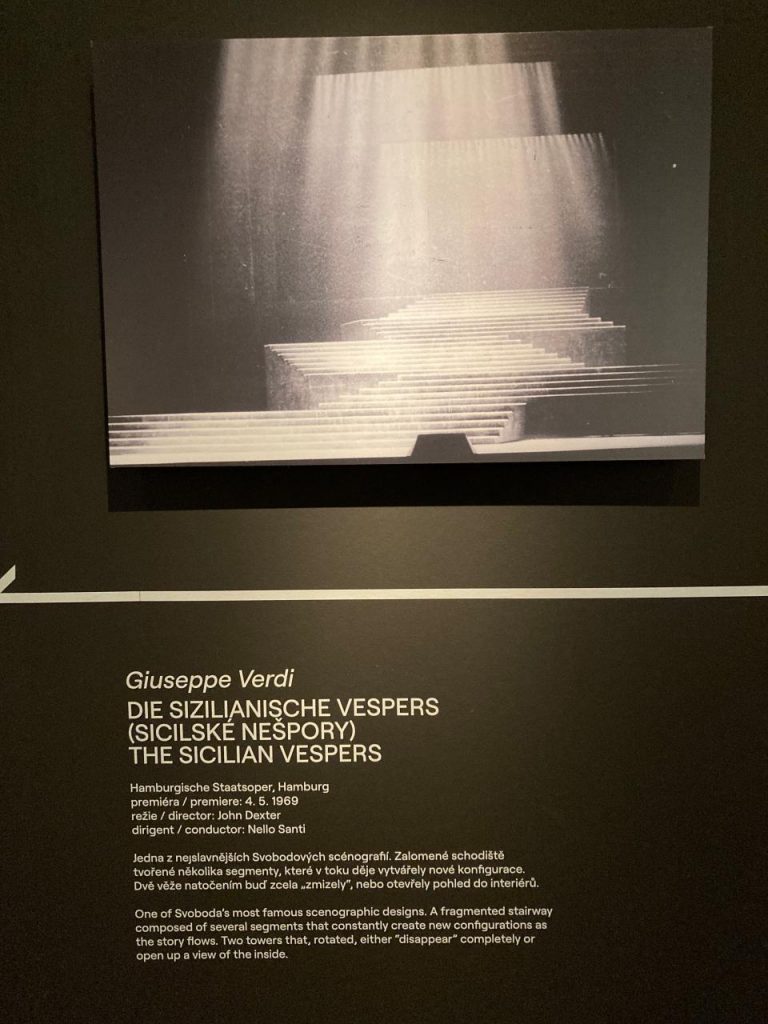 Giuseppe Verdi
DIE SIZILIANISCHE VESPERS
(SICILSKÉ NEŠPORY)
THE SICILIAN VESPERS
Hamburgische Staatsoper, Hamburg
premiéra / premiere: 4. 5. 1969
režie / director: John Dexter
dirigent / conductor: Nello Santi
Jedna z nejslavnějších Svobodových scénografií. Zalomené schodiště
tvořené několika segmenty, které v toku děje vytvářely nové konfigurace.
Dvě věže natočením buď zcela „zmizely”, nebo otevřely pohled do interiérů.
One of Svoboda’s most famous scenographic designs. A fragmented stairway
composed of several segments that constantly create new configurations as
the story flows. Two towers that, rotated, either “disappear” completely or
open up a view of the inside.